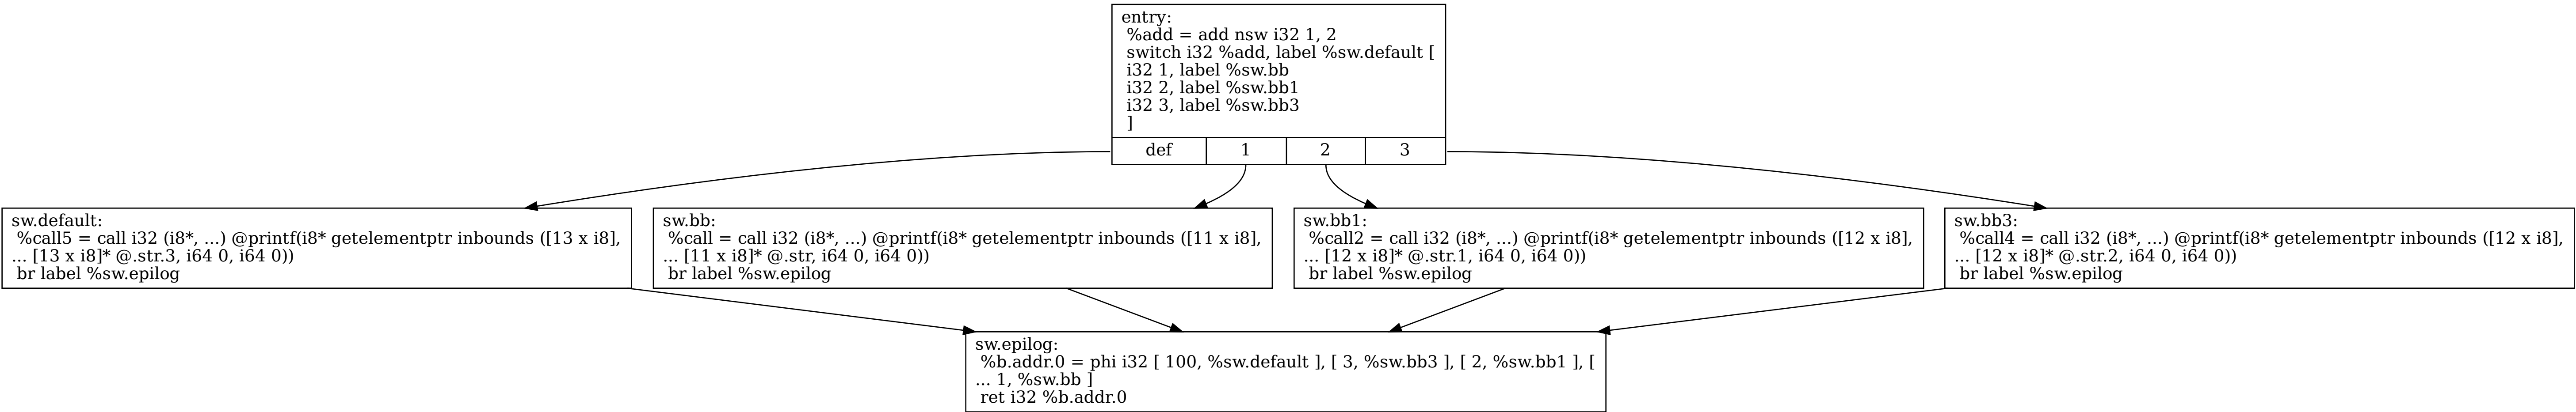 entry:
%add = add nsw i32 1, 2
switch i32 %add, label %sw.default [
i32 1, label %sw.bb
i32 2, label %sw.bb1
i32 3, label %sw.bb3
]
def 1 2 3
sw.default:
%call5 = call i32 (i8*, ...) @printf(i8* getelementptr inbounds ([13 x i8],
... [13 x i8]* @.str.3, i64 0, i64 0))
br label %sw.epilog
sw.bb:
%call = call i32 (i8*, ...) @printf(i8* getelementptr inbounds ([11 x i8],
... [11 x i8]* @.str, i64 0, i64 0))
br label %sw.epilog
sw.bb1:
%call2 = call i32 (i8*, ...) @printf(i8* getelementptr inbounds ([12 x i8],
... [12 x i8]* @.str.1, i64 0, i64 0))
br label %sw.epilog
sw.bb3:
%call4 = call i32 (i8*, ...) @printf(i8* getelementptr inbounds ([12 x i8],
... [12 x i8]* @.str.2, i64 0, i64 0))
br label %sw.epilog
sw.epilog:
%b.addr.0 = phi i32 [ 100, %sw.default ], [ 3, %sw.bb3 ], [ 2, %sw.bb1 ], [
... 1, %sw.bb ]
ret i32 %b.addr.0